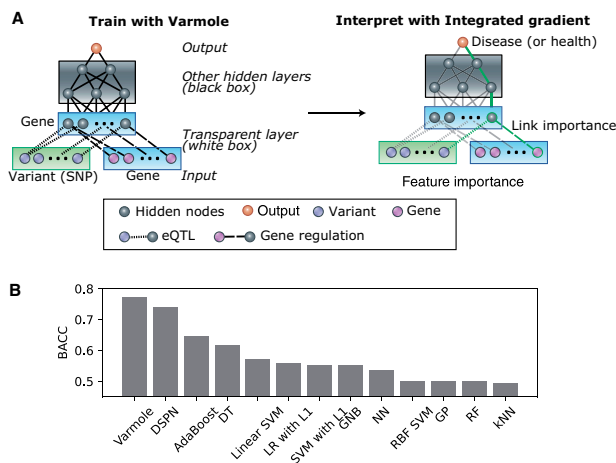 A
Train with Varmole
Interpret with Integrated gradient
Output
Disease (or health)
Other hidden layers
(black box)
Gene
Link importance
Transparent layer
(white box)
Variant (SNP)
Gene
Input
Feature importance
Hidden nodes
Output
Variant
Gene
eQTL
Gene regulation
B
BACC
0.8
0.7
0.6
0.5
Varmole
DSPN
AdaBoost
DT
Linear SVM
LR with L1
SVM with L1
GNB
NN
RBF SVM
GP
RF
kNN